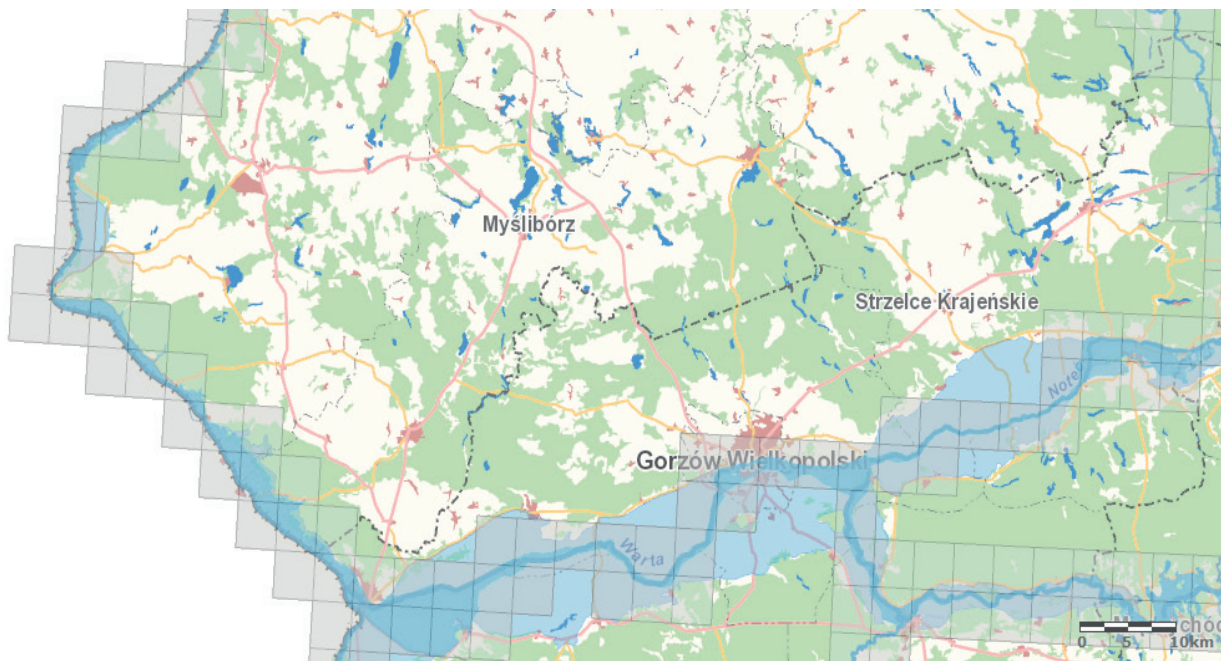 Myślibórz
Strzelce Krajeńskie
Noteć
Gorzów Wielkopolski
Warta
0 5 10km